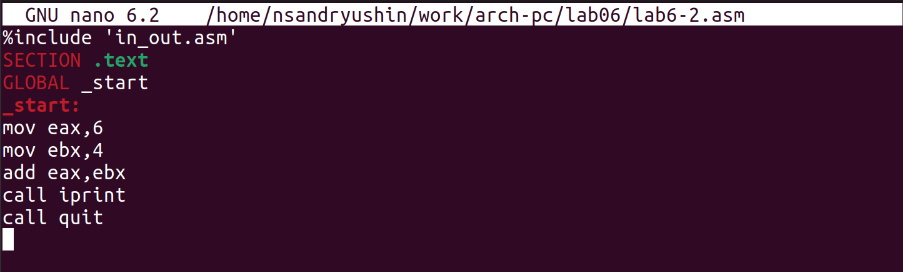 GNU nano 6.2 /home/nsandryushin/work/arch-pc/lab06/lab6-2.asm
%include 'in_out.asm'
SECTION .text
GLOBAL _start
_start:
mov eax,6
mov ebx,4
add eax,ebx
call iprint
call quit